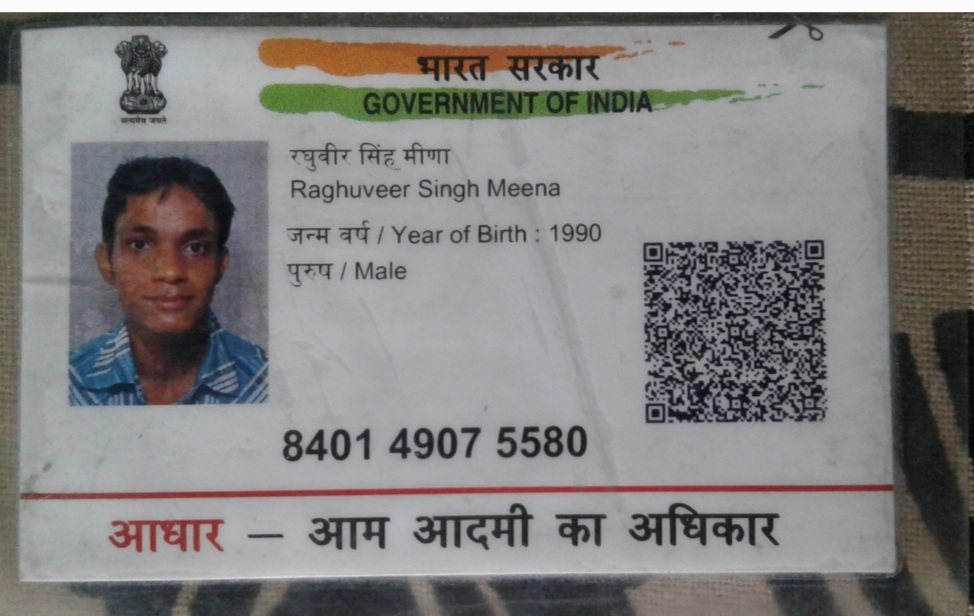 भारत सरकार
GOVERNMENT OF INDIA
सत्यमेव जयते
रघुवीर सिंह मीणा
Raghuveer Singh Meena
जन्म वर्ष / Year of Birth : 1990
पुरुष / Male
8401 4907 5580
आधार – आम आदमी का अधिकार